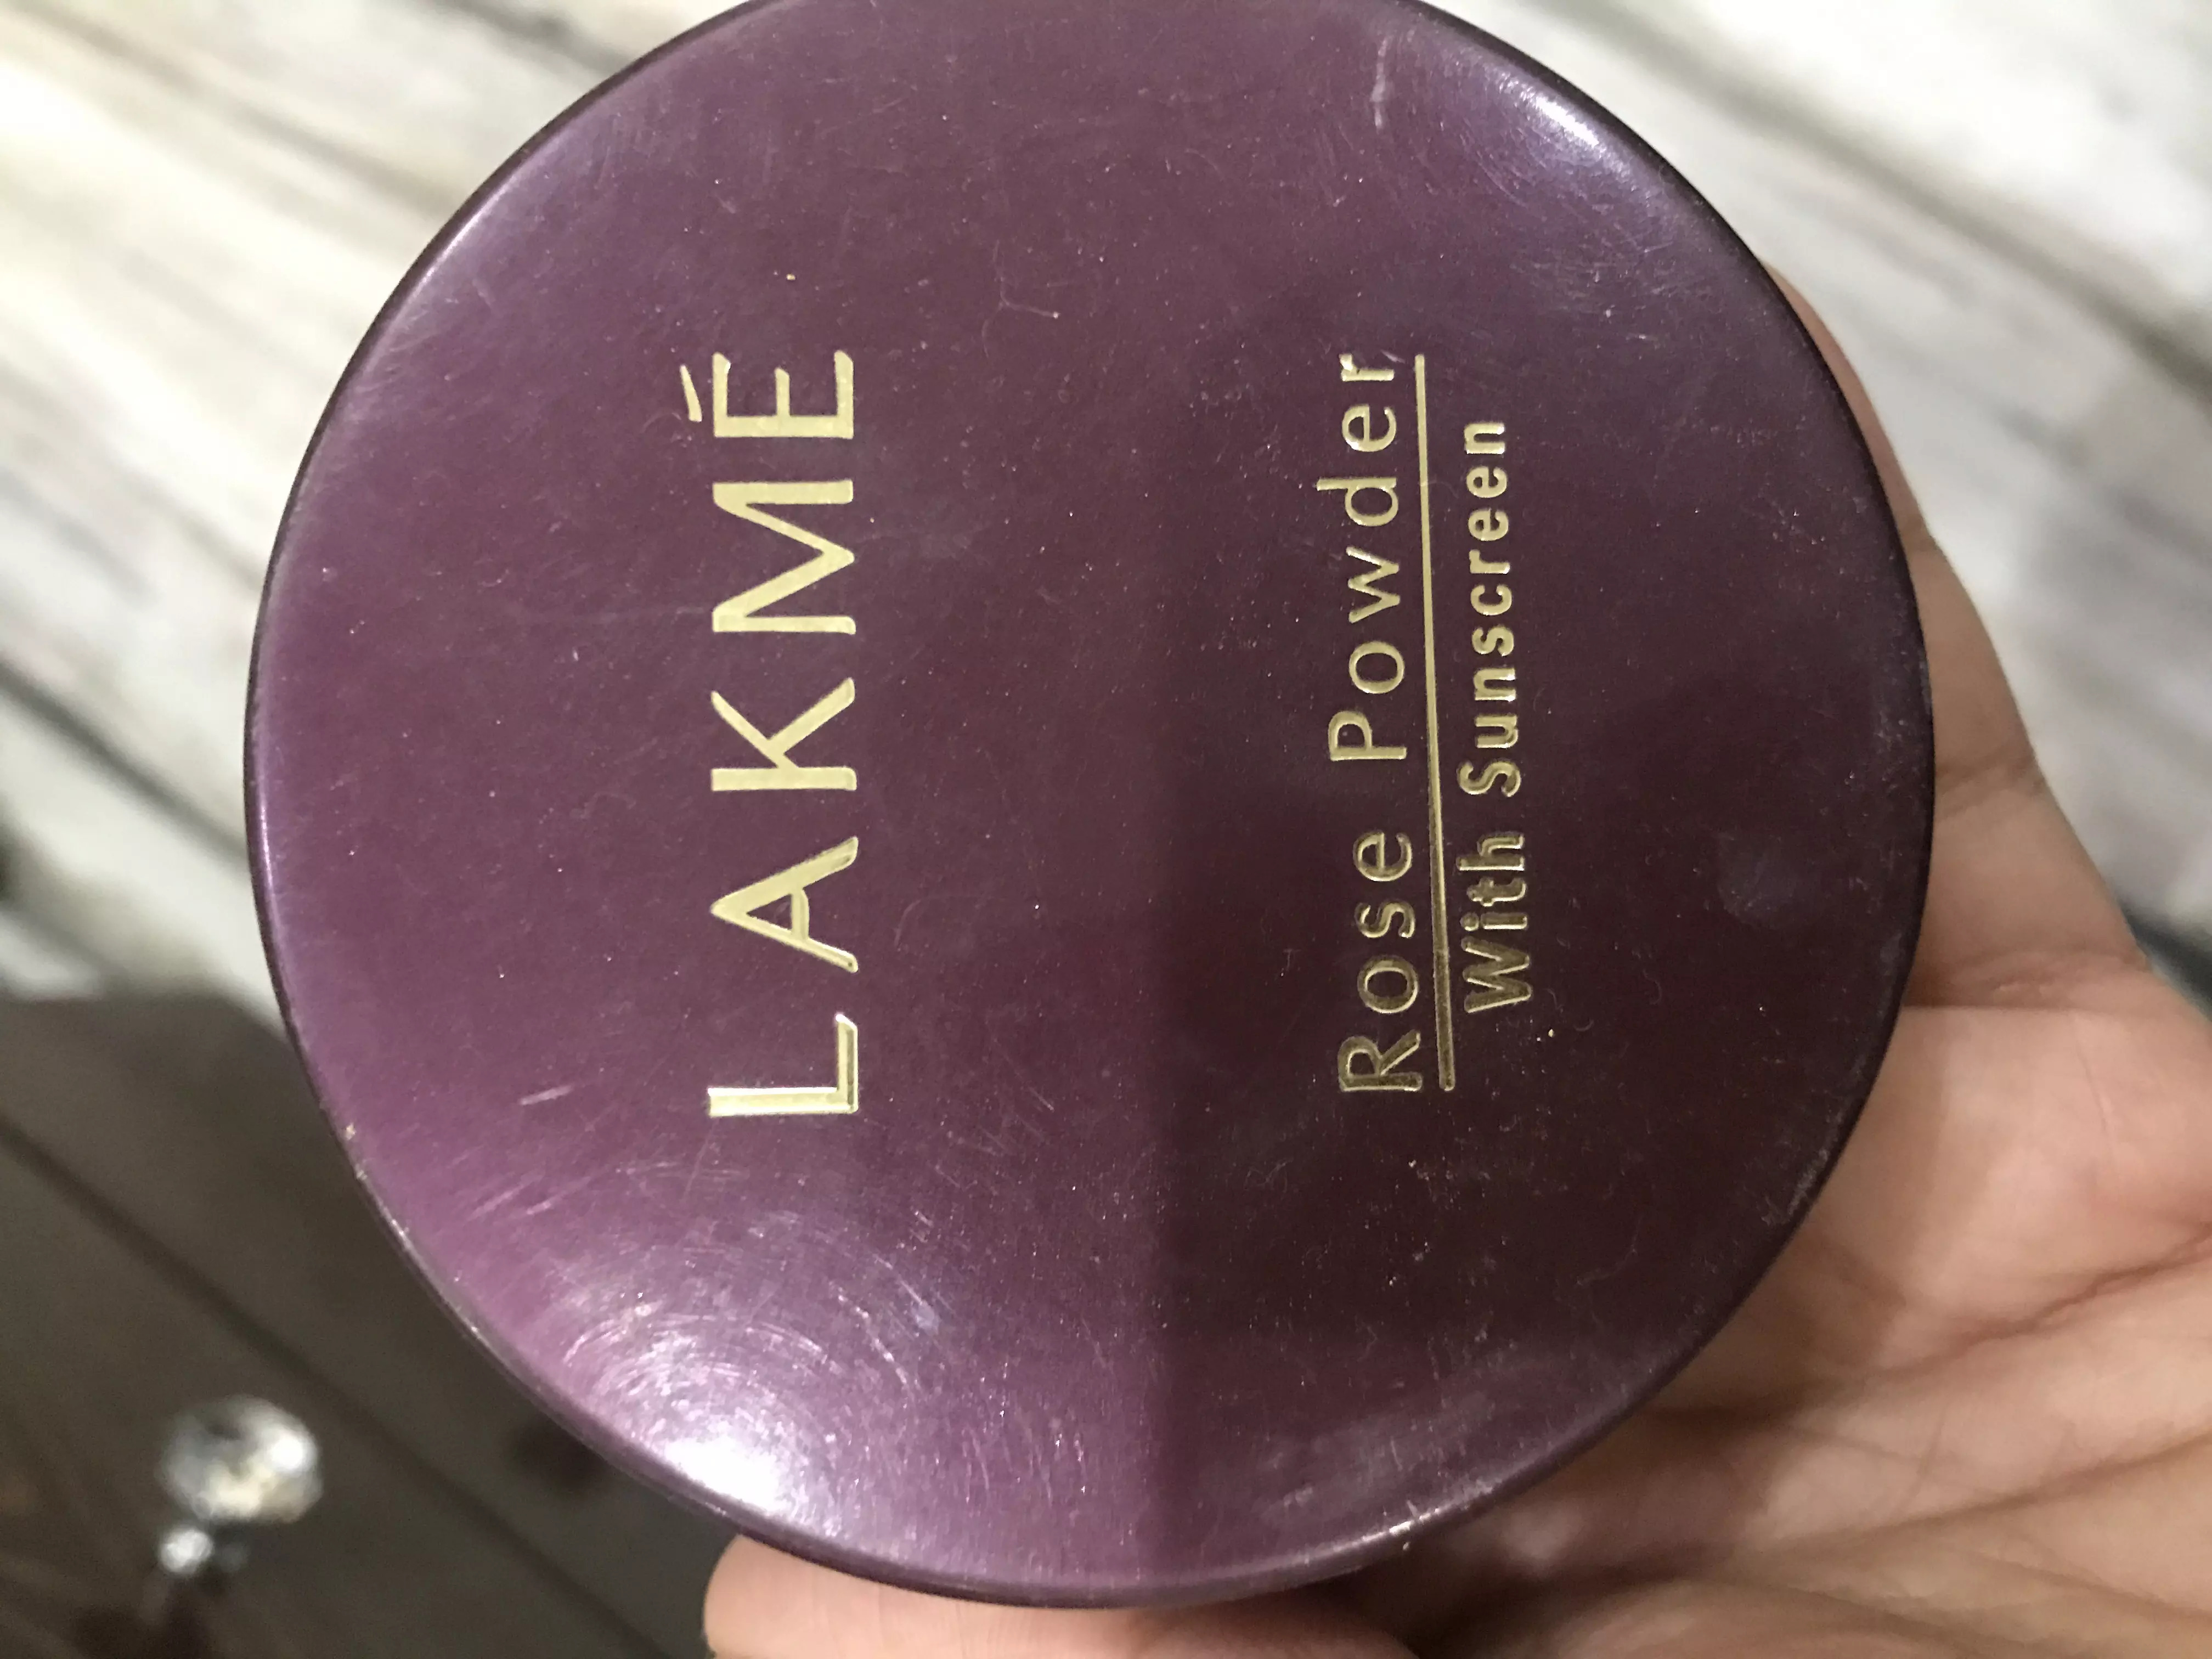 LAKMÉ
Rose Powder
With Sunscreen